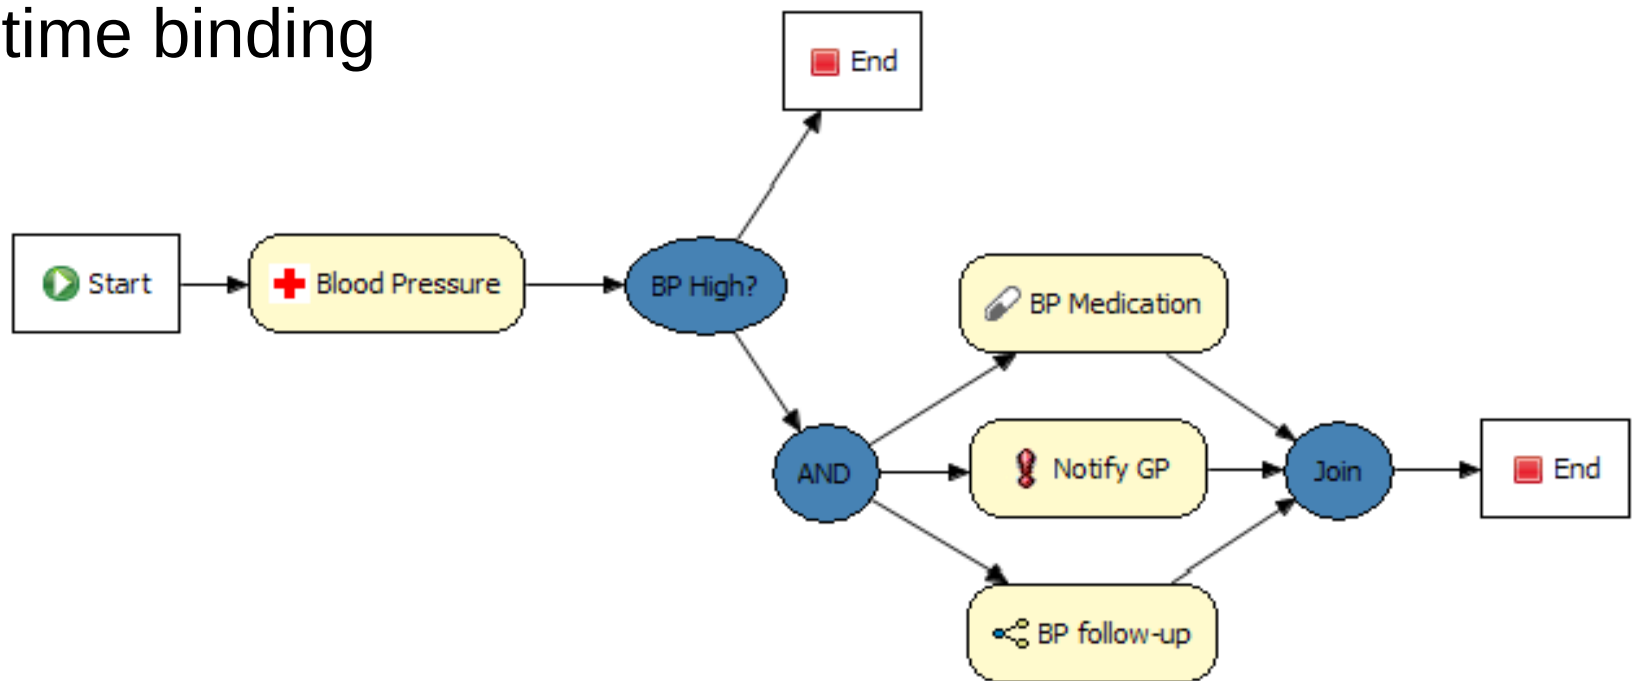 time binding
End
Start
Blood Pressure
BP High?
BP Medication
AND
Notify GP
Join
End
BP follow-up